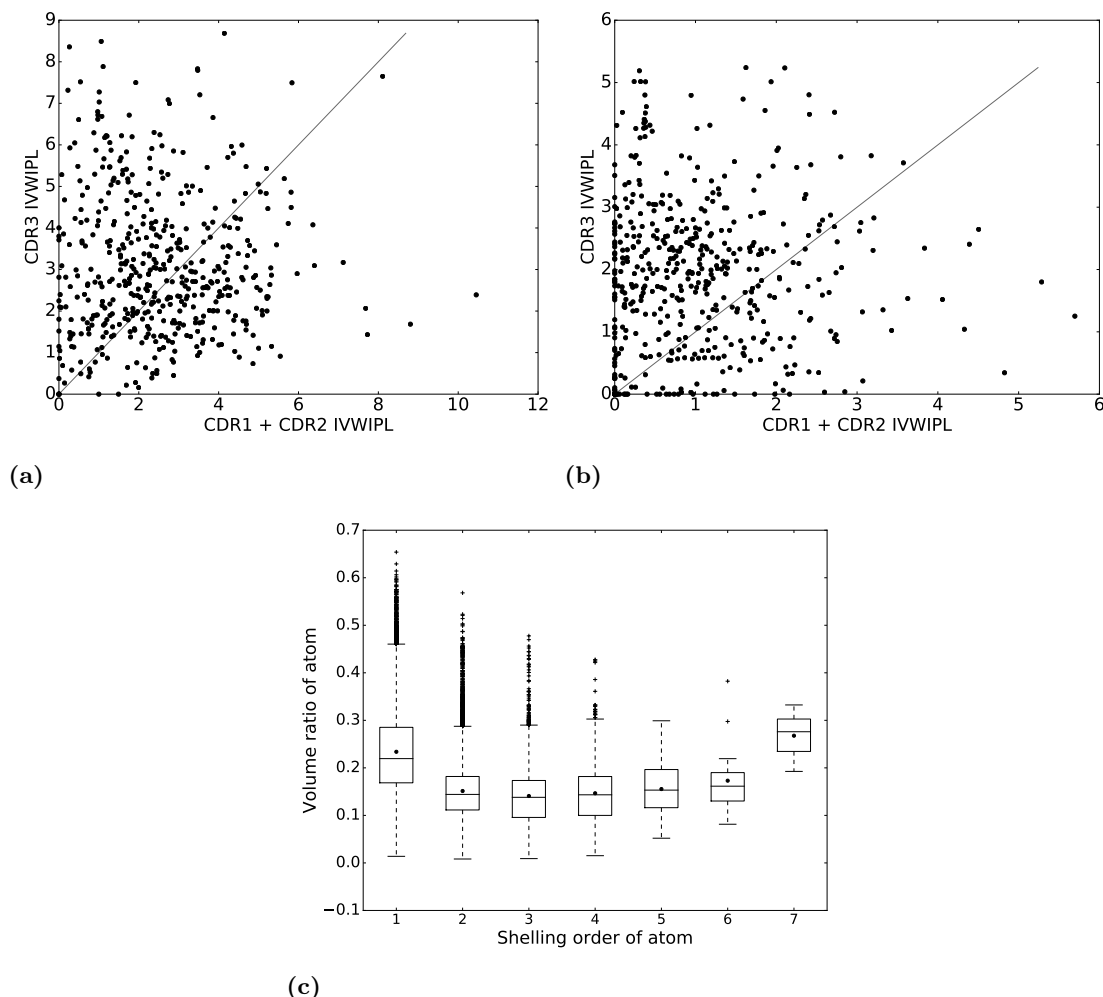 9
8
7
6
5
4
3
2
1
0
CDR3 IVWIPL
0 2 4 6 8 10 12
CDR1 + CDR2 IVWIPL
(a)
6
5
4
3
2
1
0
CDR3 IVWIPL
0 1 2 3 4 5 6
CDR1 + CDR2 IVWIPL
(b)
0.7
0.6
0.5
0.4
0.3
0.2
0.1
0.0
−0.1
Volume ratio of atom
1 2 3 4 5 6 7
Shelling order of atom
(c)